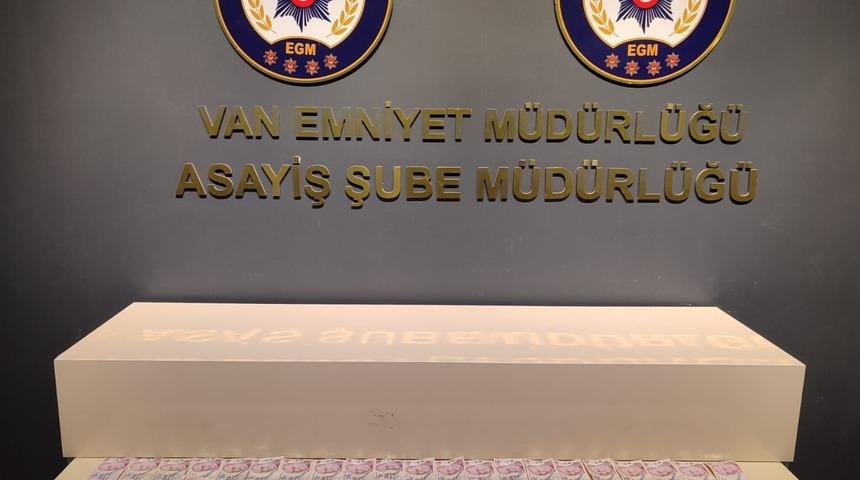 EGM
EGM
VAN EMNİYET MÜDÜRLÜĞÜ
ASAYİŞ ŞUBE MÜDÜRLÜĞÜ